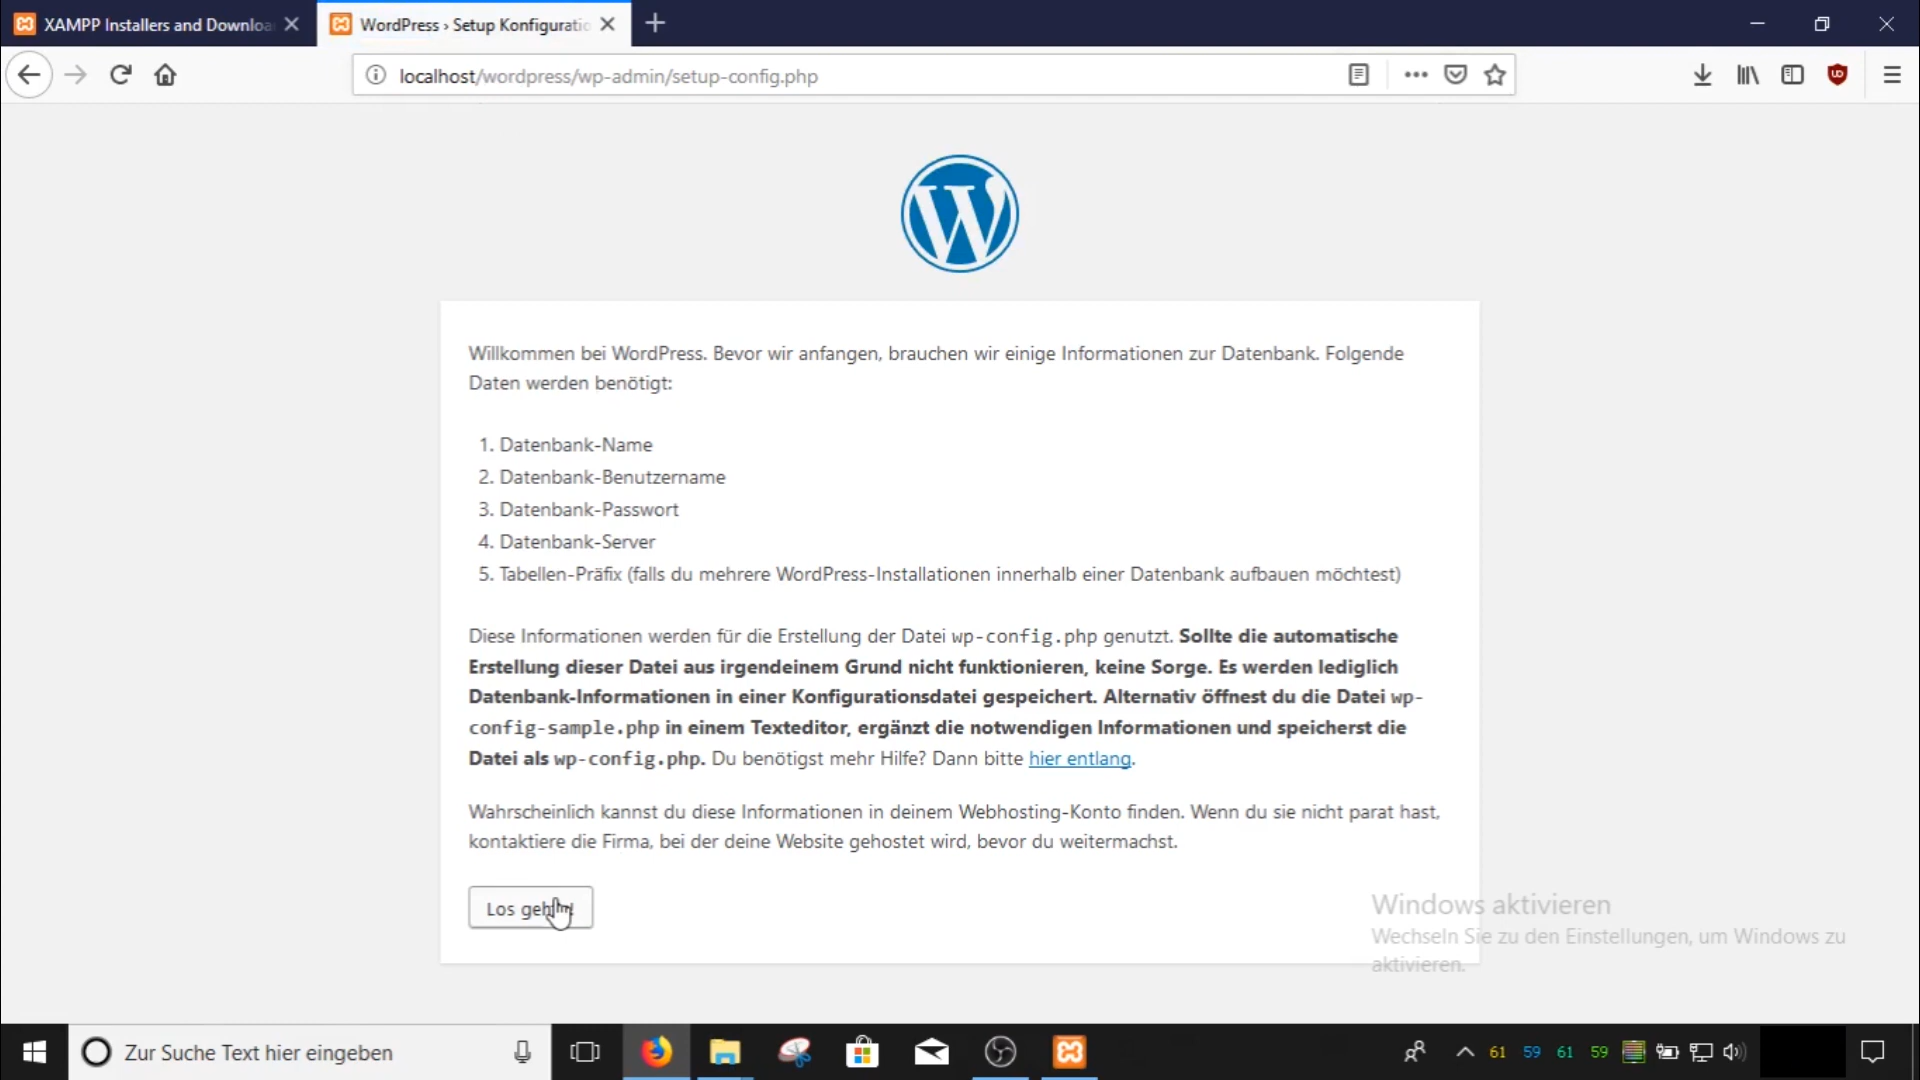 XAMPP Installers and Downloa
WordPress › Setup Konfiguratio
localhost/wordpress/wp-admin/setup-config.php
Willkommen bei WordPress. Bevor wir anfangen, brauchen wir einige Informationen zur Datenbank. Folgende
Daten werden benötigt:
1. Datenbank-Name
2. Datenbank-Benutzername
3. Datenbank-Passwort
4. Datenbank-Server
5. Tabellen-Präfix (falls du mehrere WordPress-Installationen innerhalb einer Datenbank aufbauen möchtest)
Diese Informationen werden für die Erstellung der Datei wp-config.php genutzt. Sollte die automatische
Erstellung dieser Datei aus irgendeinem Grund nicht funktionieren, keine Sorge. Es werden lediglich
Datenbank-Informationen in einer Konfigurationsdatei gespeichert. Alternativ öffnest du die Datei wp-
config-sample.php in einem Texteditor, ergänzt die notwendigen Informationen und speicherst die
Datei als wp-config.php. Du benötigst mehr Hilfe? Dann bitte hier entlang.
Wahrscheinlich kannst du diese Informationen in deinem Webhosting-Konto finden. Wenn du sie nicht parat hast,
kontaktiere die Firma, bei der deine Website gehostet wird, bevor du weitermachst.
Los
Windows aktivieren
Wechseln Sie zu den Einstellungen, um Windows zu
aktivieren.
Zur Suche Text hier eingeben
61 59 61 59